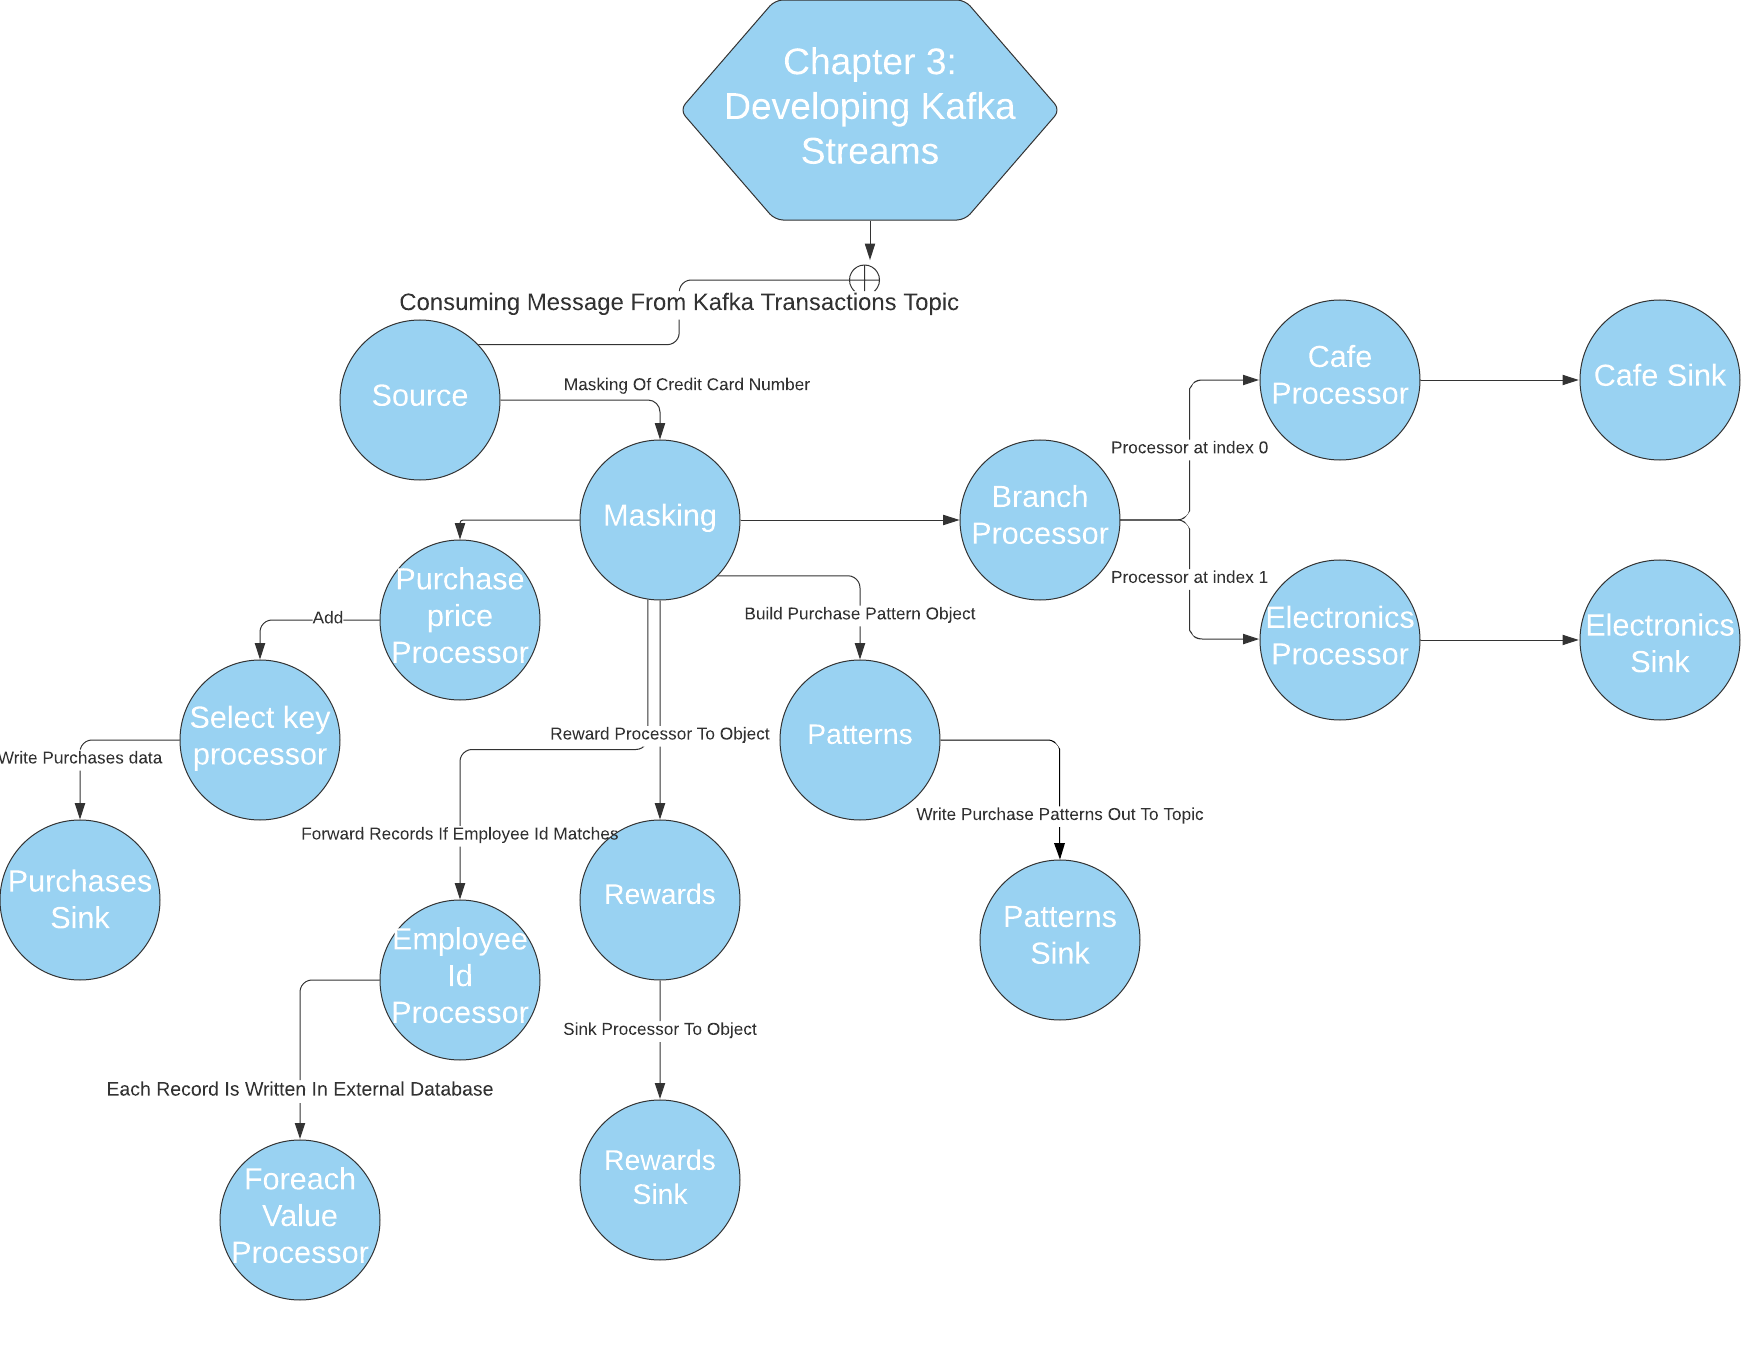 Chapter 3:
Developing Kafka
Streams
Consuming Message From Kafka Transactions Topic
Source
Masking Of Credit Card Number
Masking
Branch
Processor
Processor at index 0
Cafe
Processor
Cafe Sink
Processor at index 1
Electronics
Processor
Electronics
Sink
Purchase
price
Processor
Add
Select key
processor
Write Purchases data
Purchases
Sink
Build Purchase Pattern Object
Patterns
Write Purchase Patterns Out To Topic
Patterns
Sink
Reward Processor To Object
Rewards
Sink Processor To Object
Rewards
Sink
Forward Records If Employee Id Matches
Employee
Id
Processor
Each Record Is Written In External Database
Foreach
Value
Processor